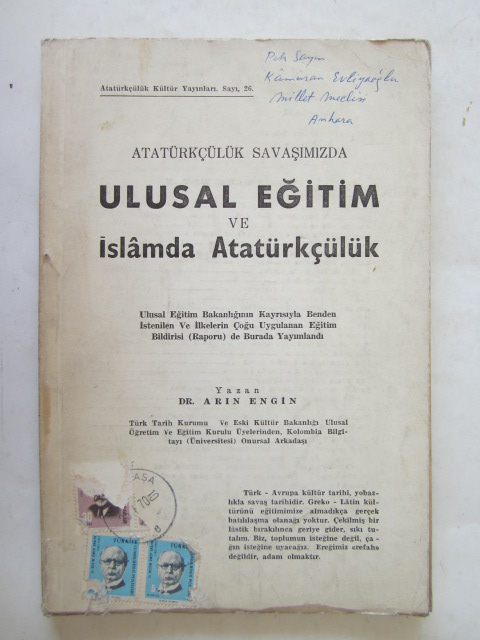 Atatürkçülük Kültür Yayınları. Sayı, 26.
Pek Sayın
Kâmuran Evliyaoğlu
Millet Meclisi
Ankara
ATATÜRKÇÜLÜK SAVAŞIMIZDA
ULUSAL EĞİTİM
VE
İslâmda Atatürkçülük
Ulusal Eğitim Bakanlığının Kayrısıyla Benden
İstenilen Ve İlkelerin Çoğu Uygulanan Eğitim
Bildirisi (Raporu) de Burada Yayımlandı
Yazan
DR. ARIN ENGİN
Türk Tarih Kurumu Ve Eski Kültür Bakanlığı Ulusal
Öğretim Ve Eğitim Kurulu Üyelerinden, Kolombia Bilgi-
tayı (Üniversitesi) Onursal Arkadaşı
Türk - Avrupa kültür tarihi, yobaz-
lıkla savaş tarihidir. Greko - Lâtin kül-
türünü eğitimimize almadıkça gerçek
batılılaşma olanağı yoktur. Çekilmiş bir
lâstik bırakılınca geriye gider, sıkı tu-
talım. Biz, toplumun isteğine değil, ça-
ğın isteğine uyacağız. Ereğimiz «refah»
değildir, adam olmaktır.
AŞA
TÜRKİYE